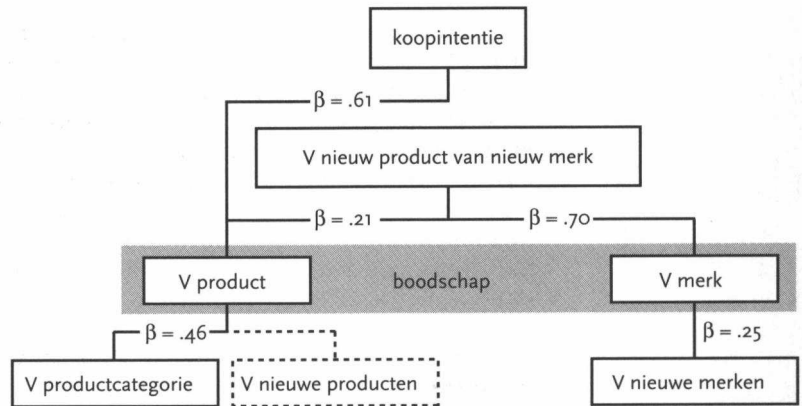 koopintentie
β = .61
V nieuw product van nieuw merk
β = .21
β = .70
V product
boodschap
V merk
β = .46
β = .25
V productcategorie
V nieuwe producten
V nieuwe merken